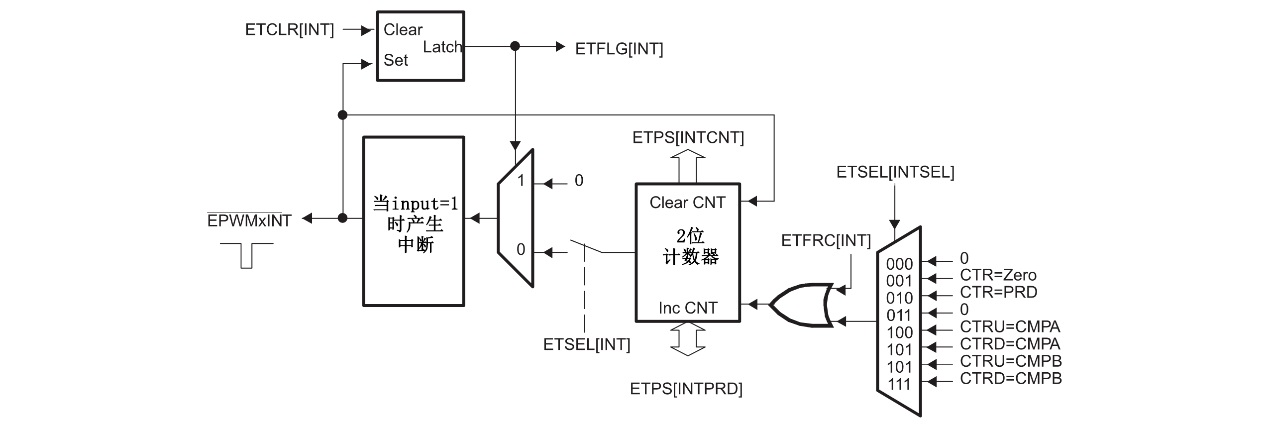 ETCLR[INT]
Clear
Latch
Set
ETFLG[INT]
ETPS[INTCNT]
ETSEL[INTSEL]
当input=1
时产生
中断
EPWMxINT
1
0
0
Clear CNT
2位
计数器
Inc CNT
ETFRC[INT]
ETSEL[INT]
ETPS[INTPRD]
000
001
010
011
100
101
101
111
0
CTR=Zero
CTR=PRD
0
CTRU=CMPA
CTRD=CMPA
CTRU=CMPB
CTRD=CMPB